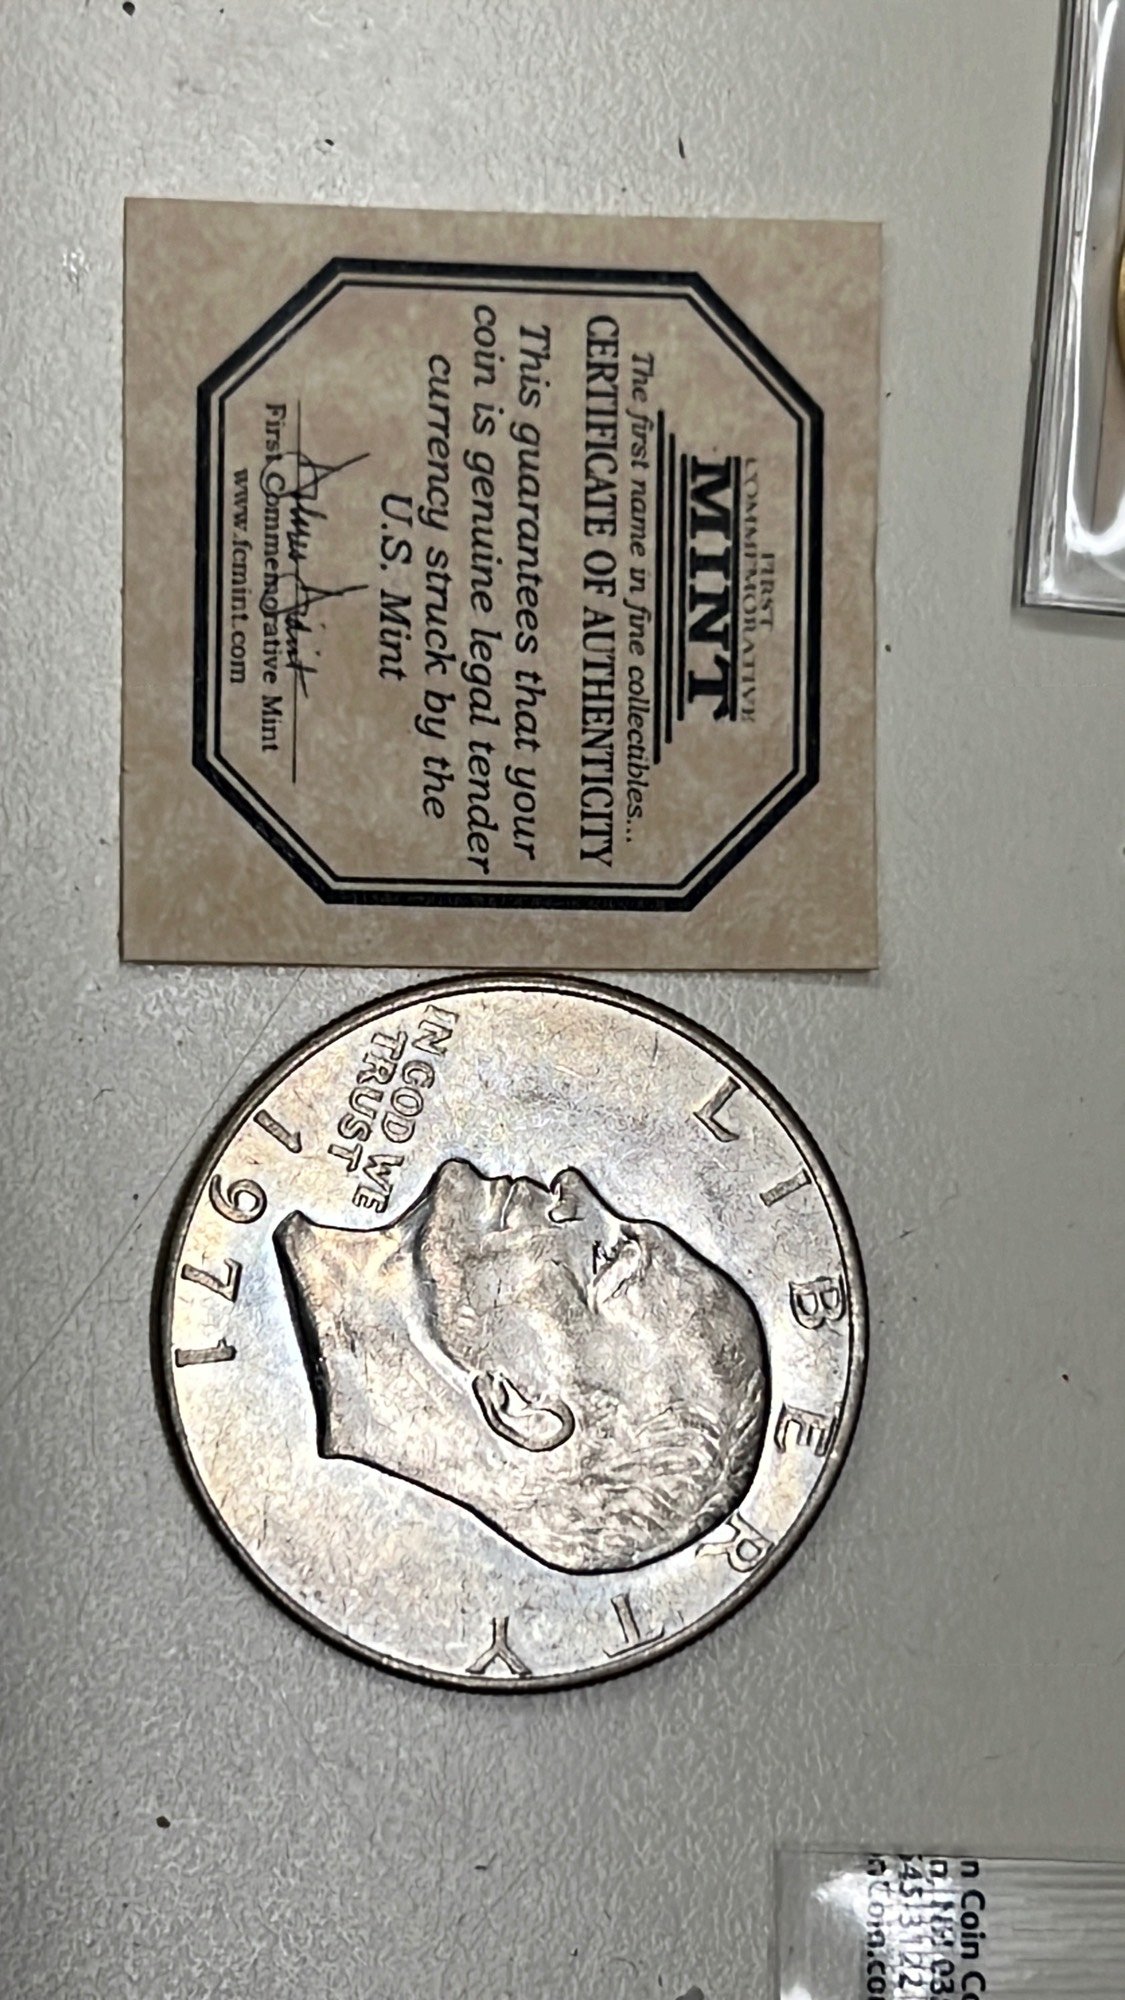 FIRST
COMMEMORATIVE
MINT
The first name in fine collectibles...
CERTIFICATE OF AUTHENTICITY
This guarantees that your
coin is genuine legal tender
currency struck by the
U.S. Mint
First Commemorative Mint
www.fcmint.com
LIBERTY
IN GOD WE
TRUST
1971
n Coin Co